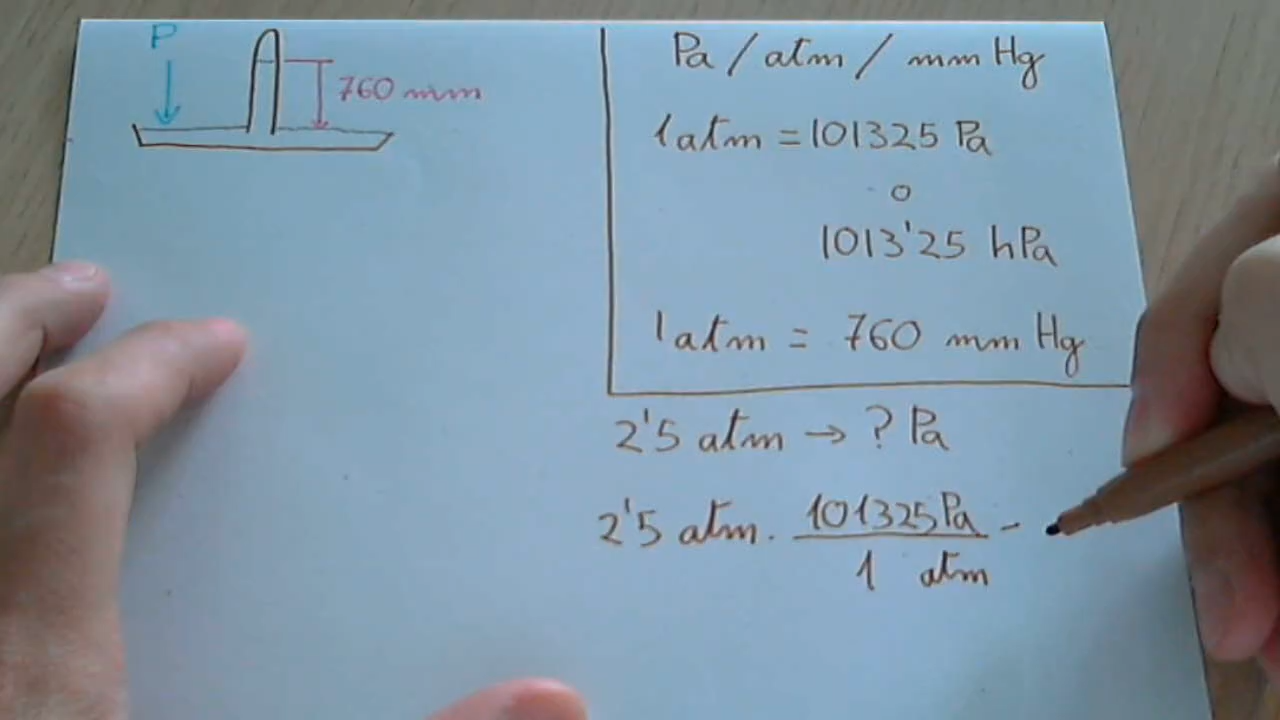 P
760 mm
Pa / atm / mm Hg
1 atm = 101325 Pa
o
1013'25 hPa
1 atm = 760 mm Hg
2'5 atm → ? Pa
2'5 atm · 101325 Pa -
1 atm